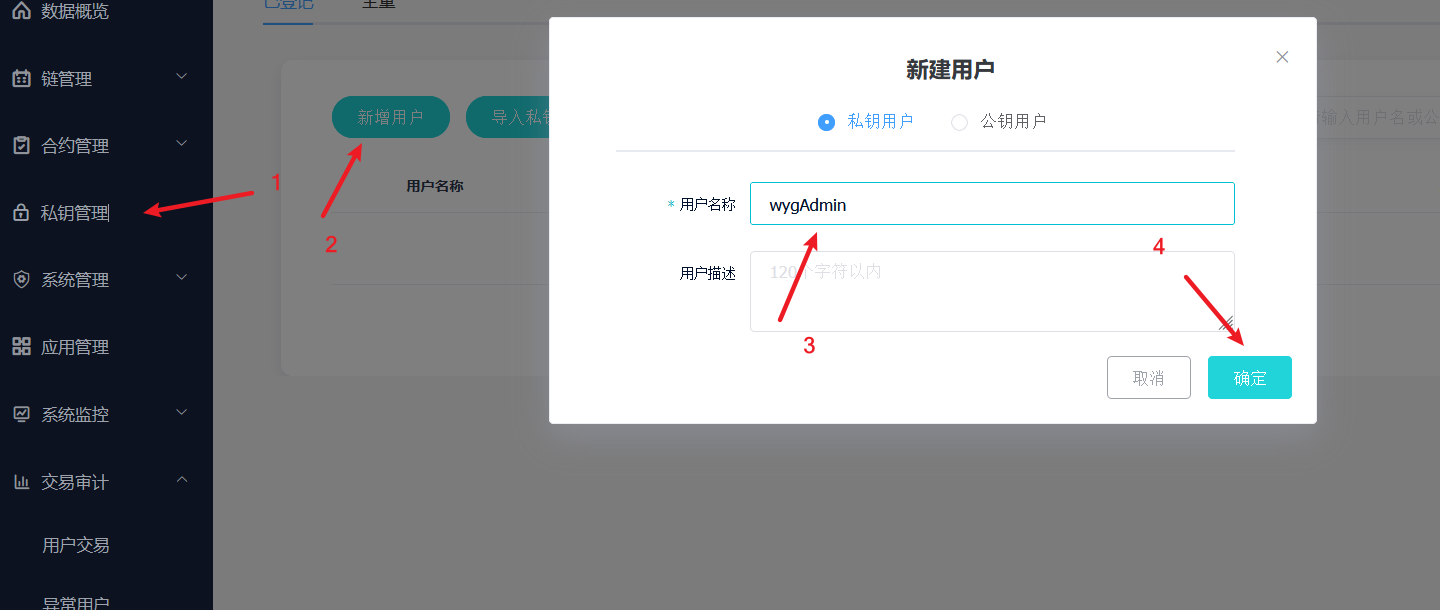 数据概览
链管理
合约管理
私钥管理
系统管理
应用管理
系统监控
交易审计
用户交易
异常用户
已登记
全量
新增用户
导入私钥
用户名称
输入用户名或公
新建用户
私钥用户
公钥用户
* 用户名称
wygAdmin
用户描述
120个字符以内
取消
确定
1
2
3
4